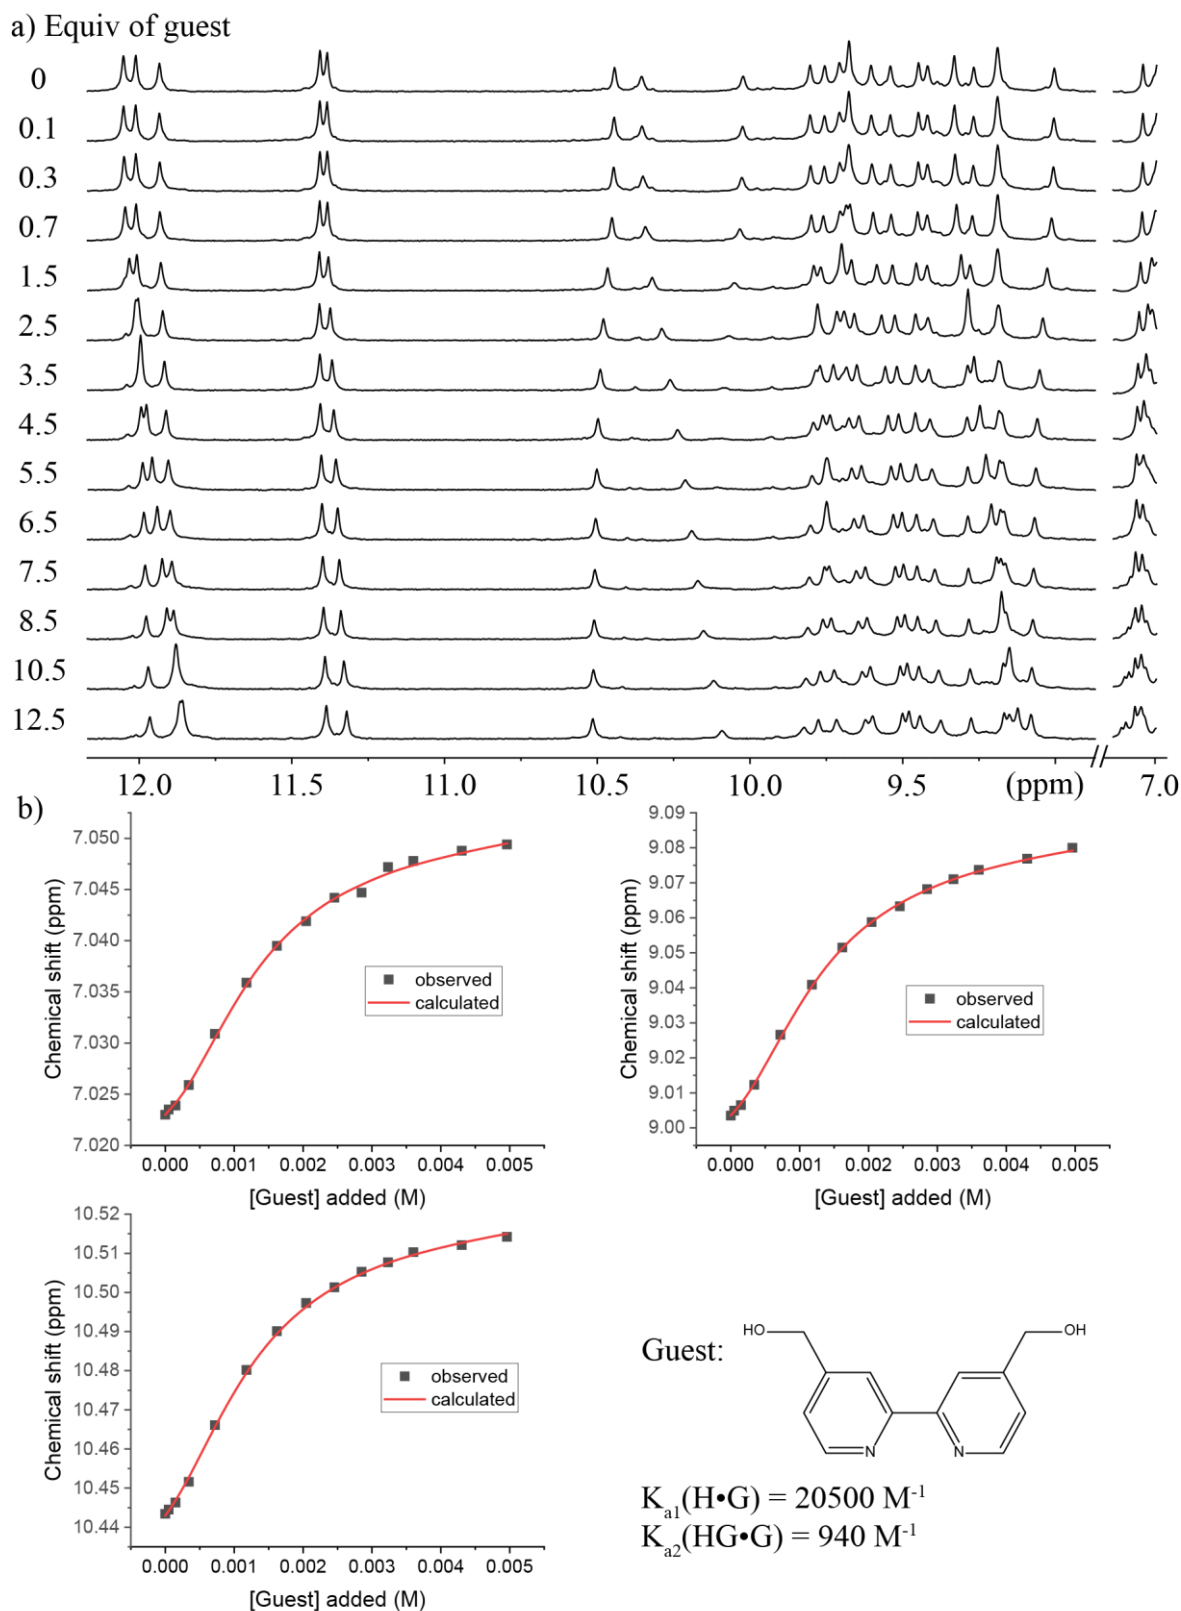 a) Equiv of guest
0
0.1
0.3
0.7
1.5
2.5
3.5
4.5
5.5
6.5
7.5
8.5
10.5
12.5
12.0 11.5 11.0 10.5 10.0 9.5 (ppm) 7.0
b)
Chemical shift (ppm)
7.050
7.045
7.040
7.035
7.030
7.025
7.020
observed
calculated
0.000 0.001 0.002 0.003 0.004 0.005
[Guest] added (M)
Chemical shift (ppm)
9.09
9.08
9.07
9.06
9.05
9.04
9.03
9.02
9.01
9.00
observed
calculated
0.000 0.001 0.002 0.003 0.004 0.005
[Guest] added (M)
Chemical shift (ppm)
10.52
10.51
10.50
10.49
10.48
10.47
10.46
10.45
10.44
observed
calculated
0.000 0.001 0.002 0.003 0.004 0.005
[Guest] added (M)
Guest:
HO OH
N N
Kₐ₁(H•G) = 20500 M⁻¹
Kₐ₂(HG•G) = 940 M⁻¹